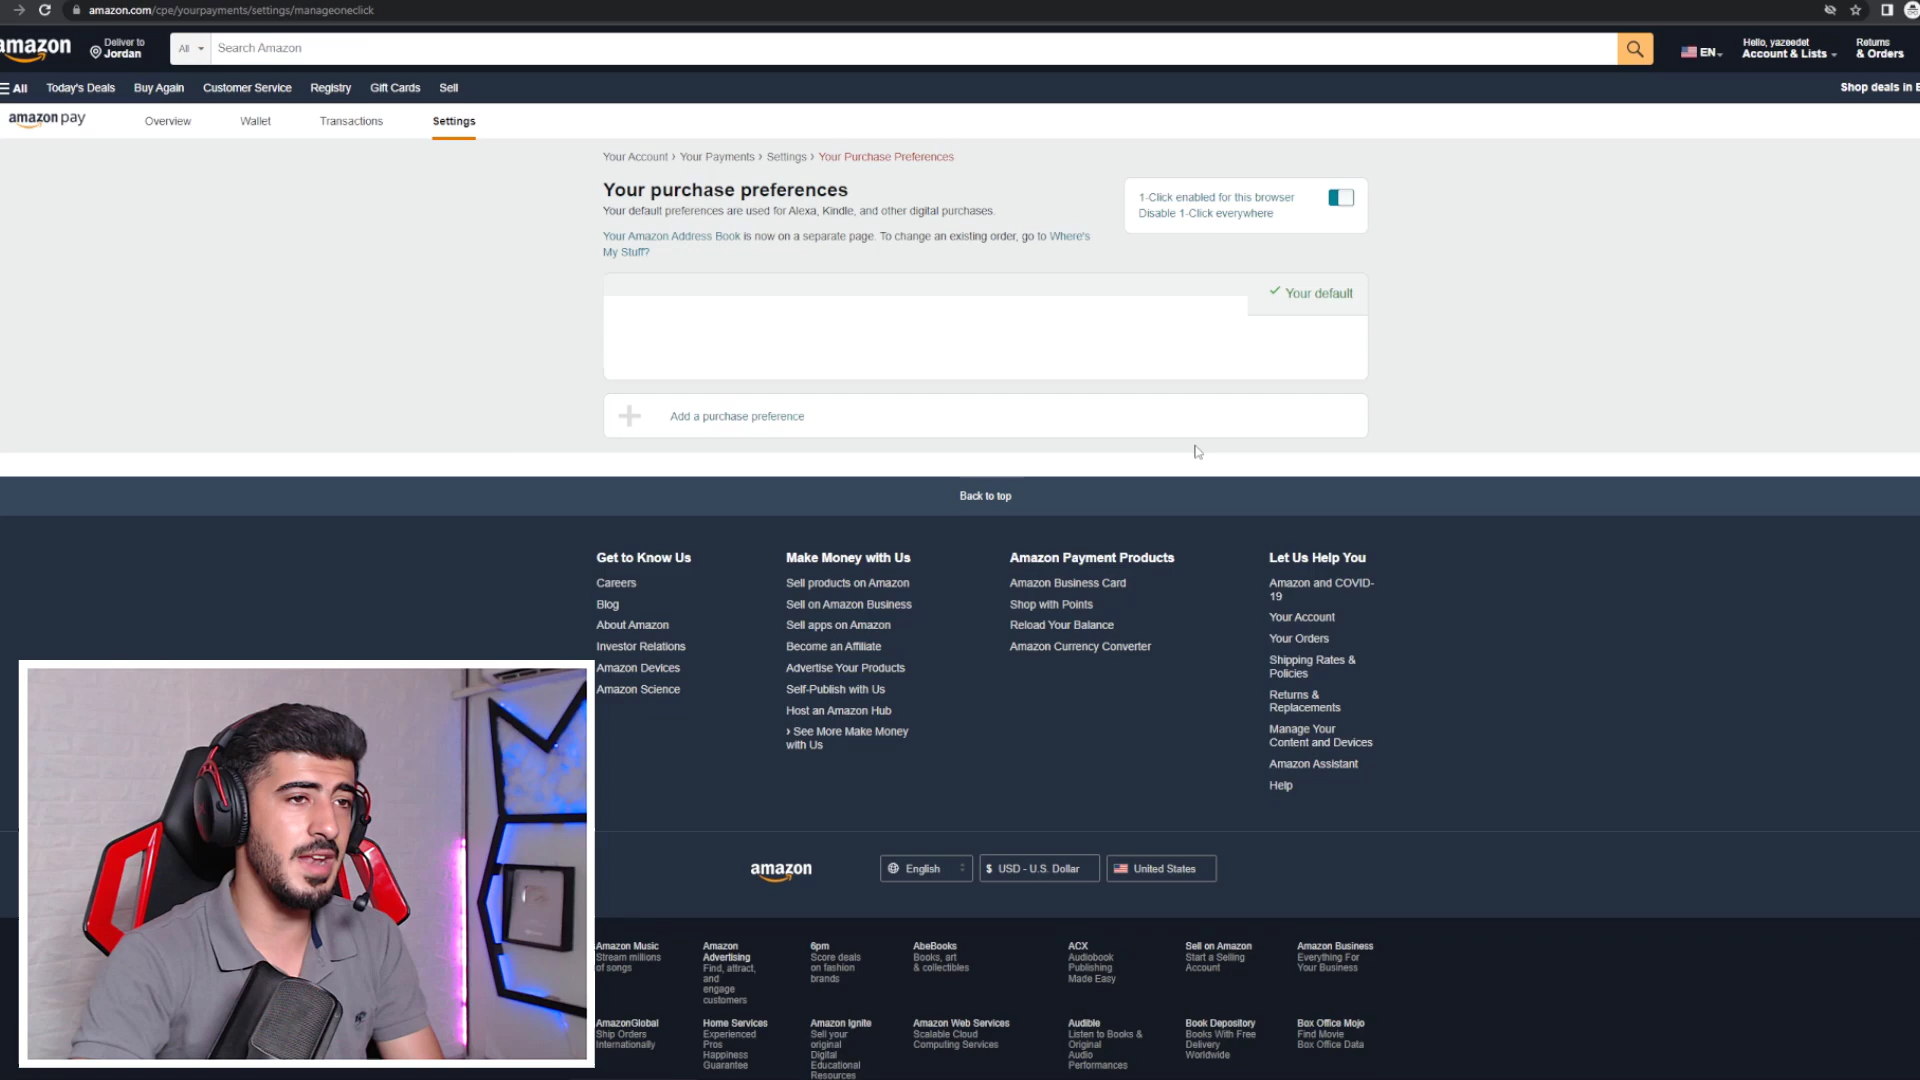 amazon.com/cpe/yourpayments/settings/manageoneclick
amazon
Deliver to
Jordan
All
Search Amazon
EN
Hello, yazeedet
Account & Lists
Returns
& Orders
All
Today's Deals
Buy Again
Customer Service
Registry
Gift Cards
Sell
Shop deals in E
amazon pay
Overview
Wallet
Transactions
Settings
Your Account › Your Payments › Settings › Your Purchase Preferences
Your purchase preferences
Your default preferences are used for Alexa, Kindle, and other digital purchases.
Your Amazon Address Book is now on a separate page. To change an existing order, go to Where's
My Stuff?
1-Click enabled for this browser
Disable 1-Click everywhere
Your default
Add a purchase preference
Back to top
Get to Know Us
Careers
Blog
About Amazon
Investor Relations
Amazon Devices
Amazon Science
Make Money with Us
Sell products on Amazon
Sell on Amazon Business
Sell apps on Amazon
Become an Affiliate
Advertise Your Products
Self-Publish with Us
Host an Amazon Hub
› See More Make Money
with Us
Amazon Payment Products
Amazon Business Card
Shop with Points
Reload Your Balance
Amazon Currency Converter
Let Us Help You
Amazon and COVID-
19
Your Account
Your Orders
Shipping Rates &
Policies
Returns &
Replacements
Manage Your
Content and Devices
Amazon Assistant
Help
amazon
English
$ USD - U.S. Dollar
United States
Amazon Music
Stream millions
of songs
Amazon
Advertising
Find, attract,
and
engage
customers
6pm
Score deals
on fashion
brands
AbeBooks
Books, art
& collectibles
ACX
Audiobook
Publishing
Made Easy
Sell on Amazon
Start a Selling
Account
Amazon Business
Everything For
Your Business
AmazonGlobal
Ship Orders
Internationally
Home Services
Experienced
Pros
Happiness
Guarantee
Amazon Ignite
Sell your
original
Digital
Educational
Resources
Amazon Web Services
Scalable Cloud
Computing Services
Audible
Listen to Books &
Original
Audio
Performances
Book Depository
Books With Free
Delivery
Worldwide
Box Office Mojo
Find Movie
Box Office Data